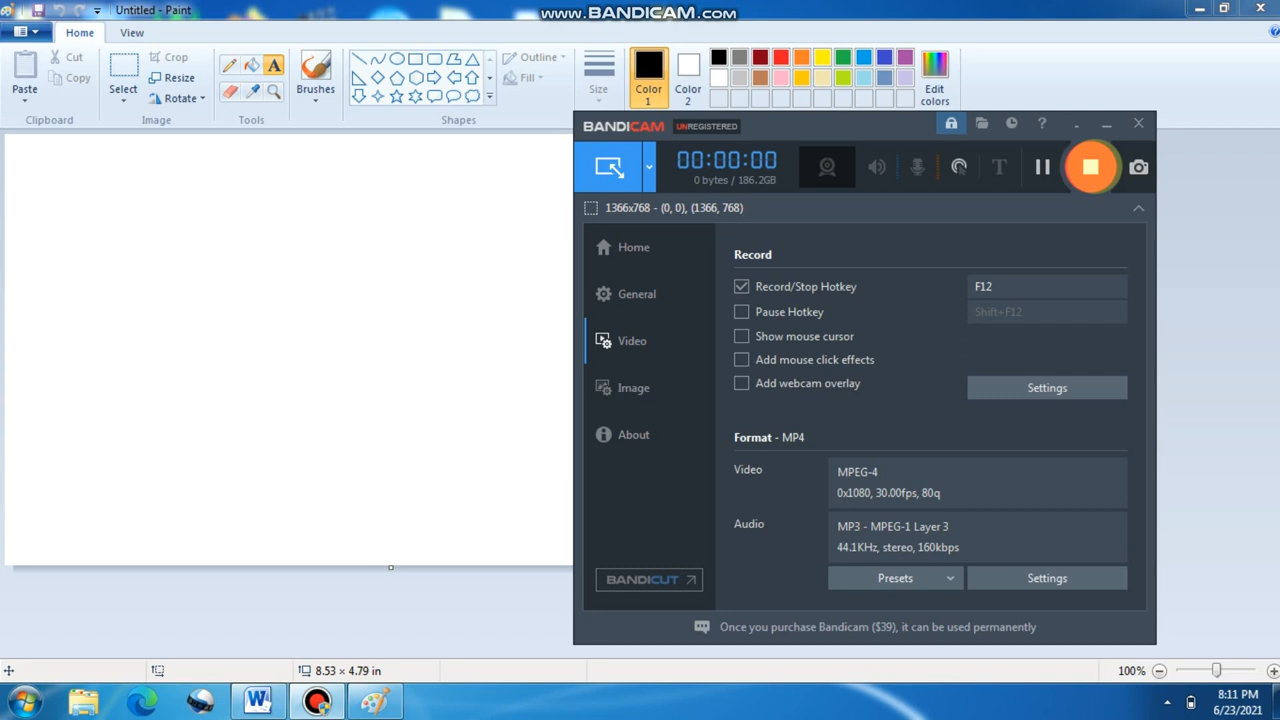 Untitled - Paint
www.BANDICAM.com
Home
View
Paste
Cut
Copy
Clipboard
Select
Crop
Resize
Rotate
Image
A
Tools
Brushes
Shapes
Outline
Fill
Size
Color
1
Color
2
Edit
colors
BANDICAM UNREGISTERED
?
00:00:00
0 bytes / 186.2GB
T
1366x768 - (0, 0), (1366, 768)
Home
General
Video
Image
About
BANDICUT
Record
Record/Stop Hotkey
F12
Pause Hotkey
Shift+F12
Show mouse cursor
Add mouse click effects
Add webcam overlay
Settings
Format - MP4
Video
MPEG-4
0x1080, 30.00fps, 80q
Audio
MP3 - MPEG-1 Layer 3
44.1KHz, stereo, 160kbps
Presets
Settings
Once you purchase Bandicam ($39), it can be used permanently
8.53 × 4.79 in
100%
W
8:11 PM
6/23/2021